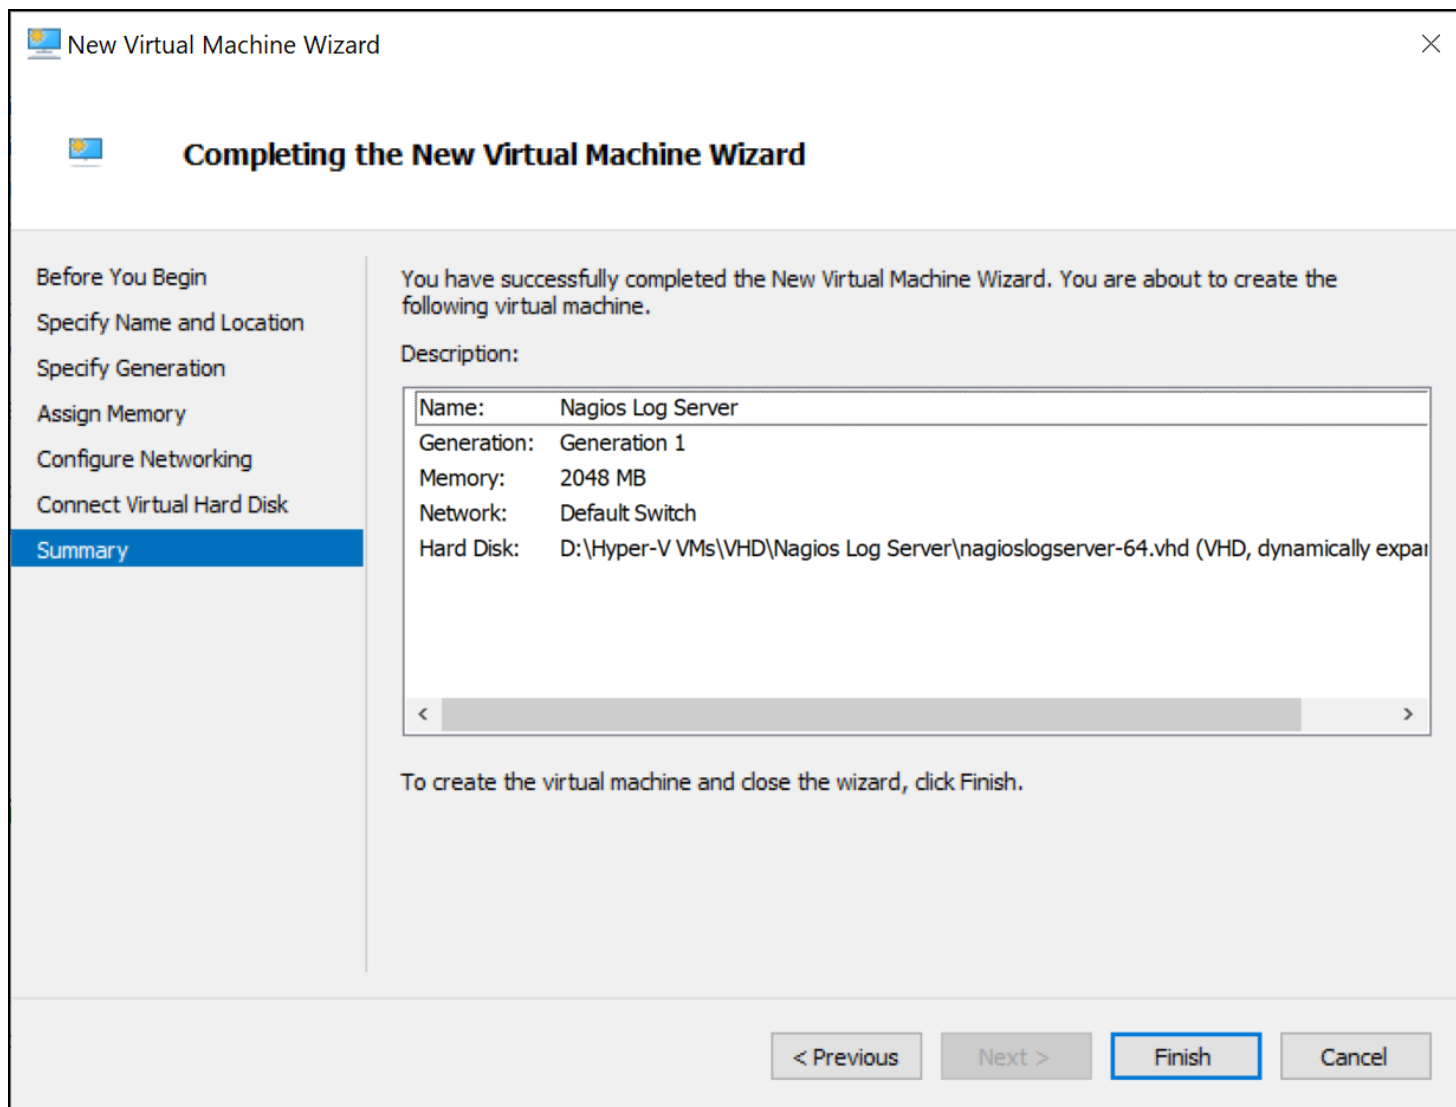 New Virtual Machine Wizard
Completing the New Virtual Machine Wizard
Before You Begin
Specify Name and Location
Specify Generation
Assign Memory
Configure Networking
Connect Virtual Hard Disk
Summary
You have successfully completed the New Virtual Machine Wizard. You are about to create the
following virtual machine.
Description:
Name: Nagios Log Server
Generation: Generation 1
Memory: 2048 MB
Network: Default Switch
Hard Disk: D:\Hyper-V VMs\VHD\Nagios Log Server\nagioslogserver-64.vhd (VHD, dynamically expan
To create the virtual machine and close the wizard, click Finish.
< Previous
Next >
Finish
Cancel